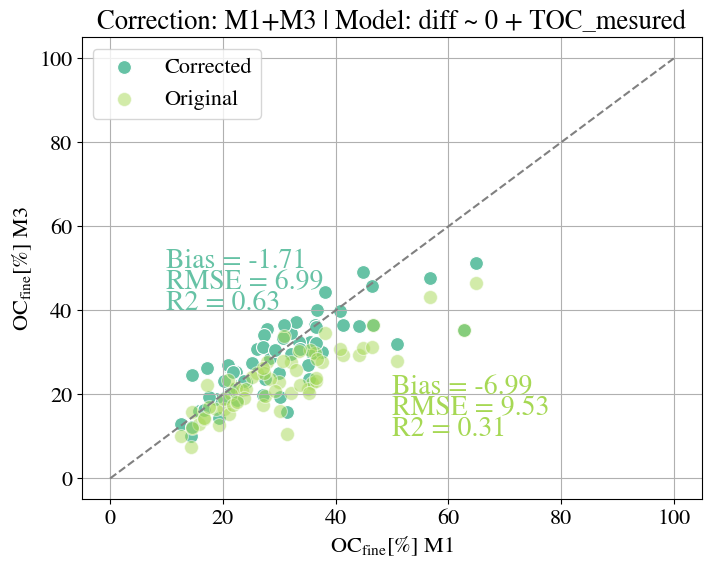 Correction: M1+M3 | Model: diff ~ 0 + TOC_mesured
Corrected
Original
100
80
60
40
20
0
OCfine[%] M3
Bias = -1.71
RMSE = 6.99
R2 = 0.63
Bias = -6.99
RMSE = 9.53
R2 = 0.31
0 20 40 60 80 100
OCfine[%] M1